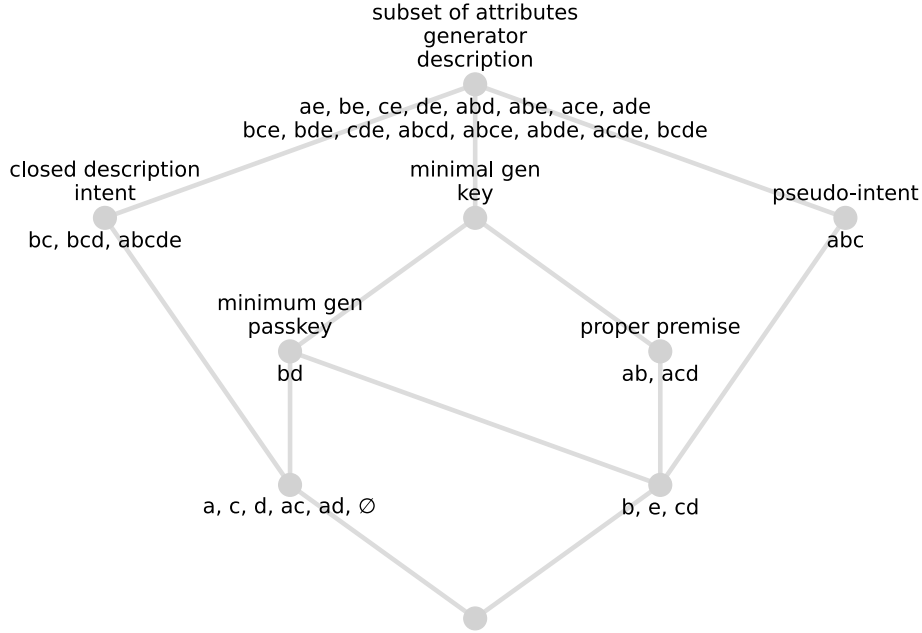 subset of attributes
generator
description
ae, be, ce, de, abd, abe, ace, ade
bce, bde, cde, abcd, abce, abde, acde, bcde
closed description
intent
bc, bcd, abcde
minimal gen
key
pseudo-intent
abc
minimum gen
passkey
bd
proper premise
ab, acd
a, c, d, ac, ad, ∅
b, e, cd